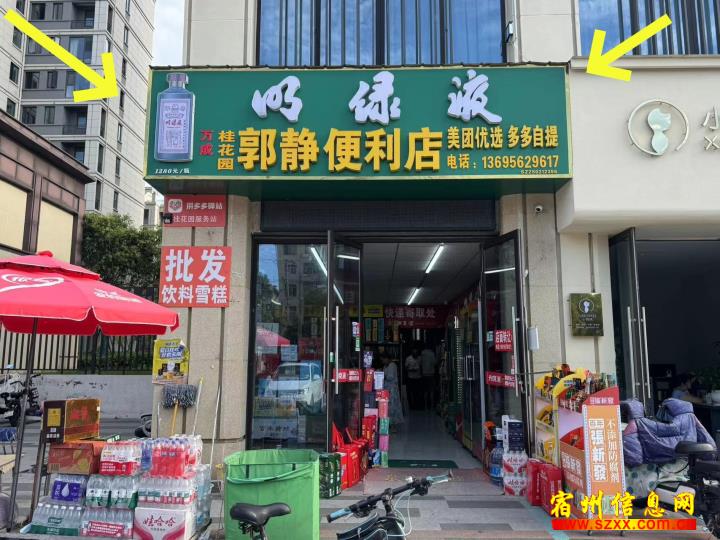 明绿液
万成
桂花园
郭静便利店
美团优选 多多自提
电话：13695629617
1280元/瓶
拼多多驿站
桂花园服务站
批发
饮料雪糕
快递寄取处
張新發
不添加防腐剂
娃哈哈
宿州信息网
www.szxx.com.cn